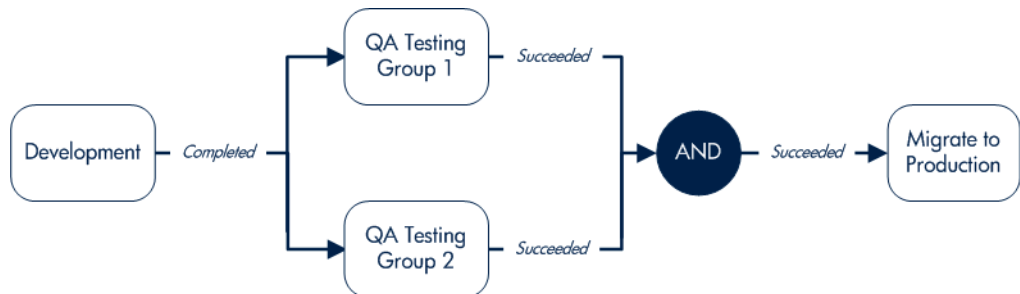 Development
Completed
QA Testing
Group 1
Succeeded
QA Testing
Group 2
Succeeded
AND
Succeeded
Migrate to
Production